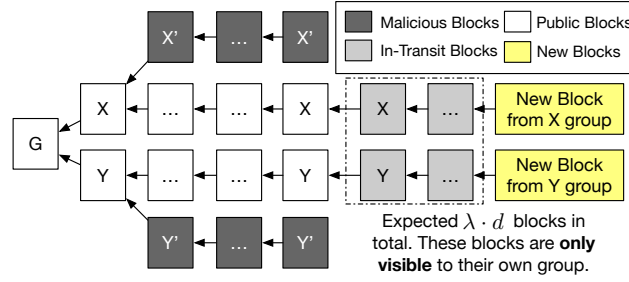 X’ ... X’
Malicious Blocks Public Blocks
In-Transit Blocks New Blocks
X ... ... X X ... New Block
from X group
G
Y ... ... Y Y ... New Block
from Y group
Y’ ... Y’
Expected λ · d blocks in
total. These blocks are only
visible to their own group.